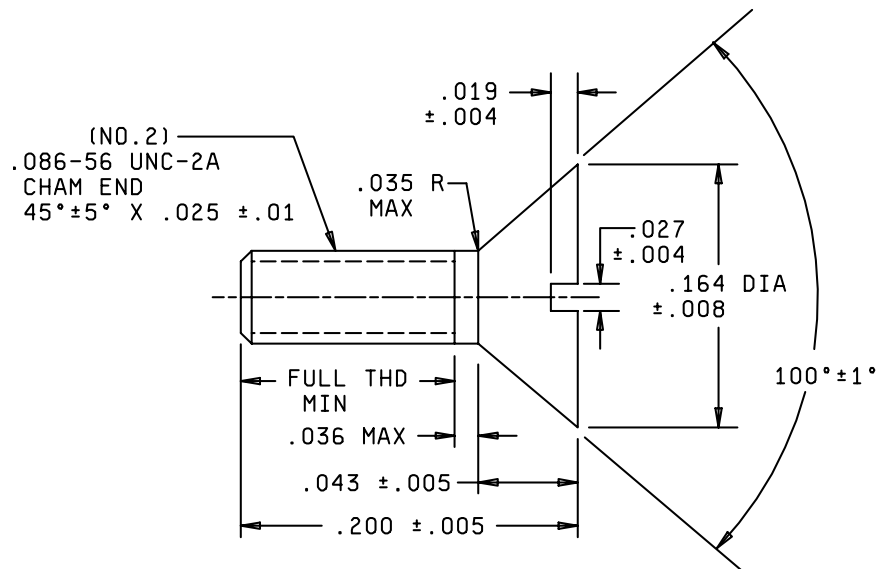 .019
±.004
(NO.2)
.086-56 UNC-2A
CHAM END
45°±5° X .025 ±.01
.035 R
MAX
.027
±.004
.164 DIA
±.008
100°±1°
FULL THD
MIN
.036 MAX
.043 ±.005
.200 ±.005